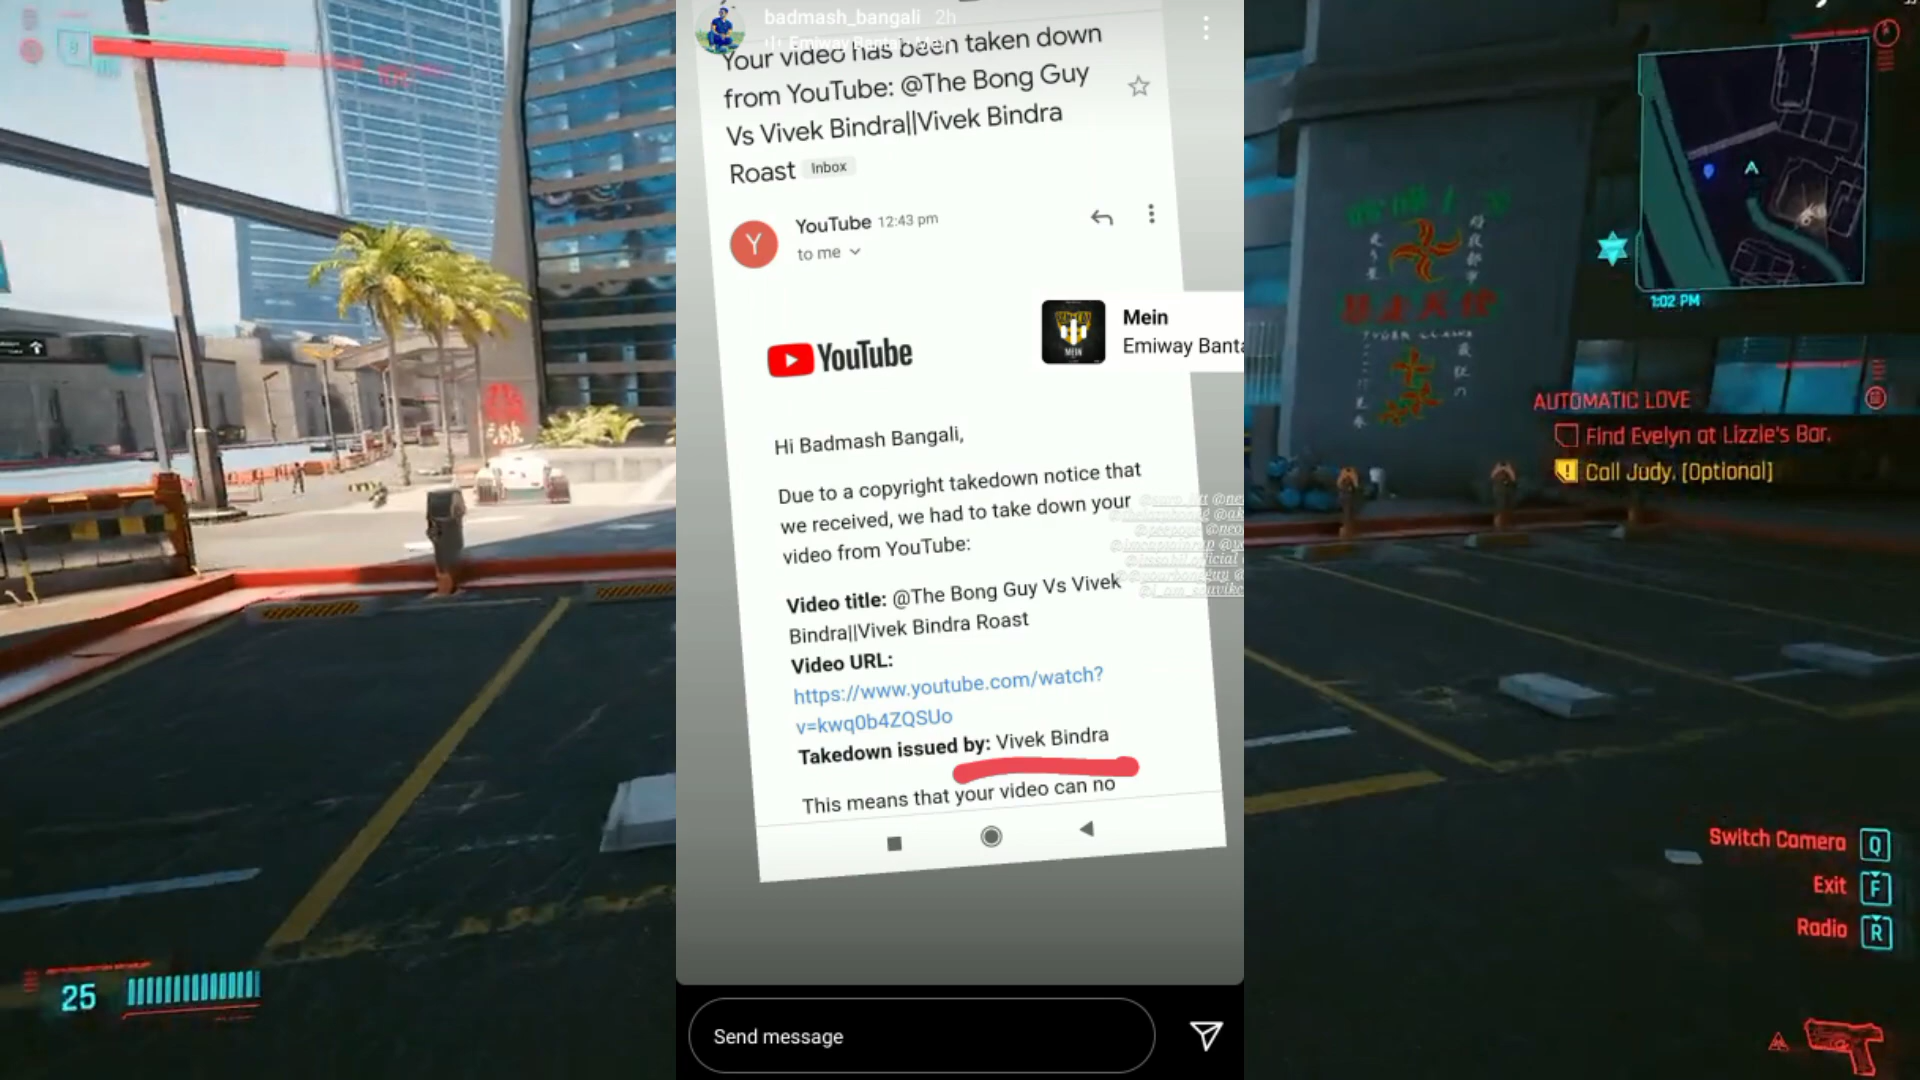 badmash_bangali 2h
Emiway Bantai
Your video has been taken down
from YouTube: @The Bong Guy
Vs Vivek Bindra||Vivek Bindra
Roast Inbox
Y
YouTube 12:43 pm
to me
YouTube
MEIN
Mein
Emiway Banta
Hi Badmash Bangali,
Due to a copyright takedown notice that
we received, we had to take down your
video from YouTube:
Video title: @The Bong Guy Vs Vivek
Bindra||Vivek Bindra Roast
Video URL:
https://www.youtube.com/watch?
v=kwq0b4ZQSUo
Takedown issued by: Vivek Bindra
This means that your video can no
Send message
25
1:02 PM
AUTOMATIC LOVE
Find Evelyn at Lizzie's Bar.
Call Judy. [Optional]
Switch Camera Q
Exit F
Radio R